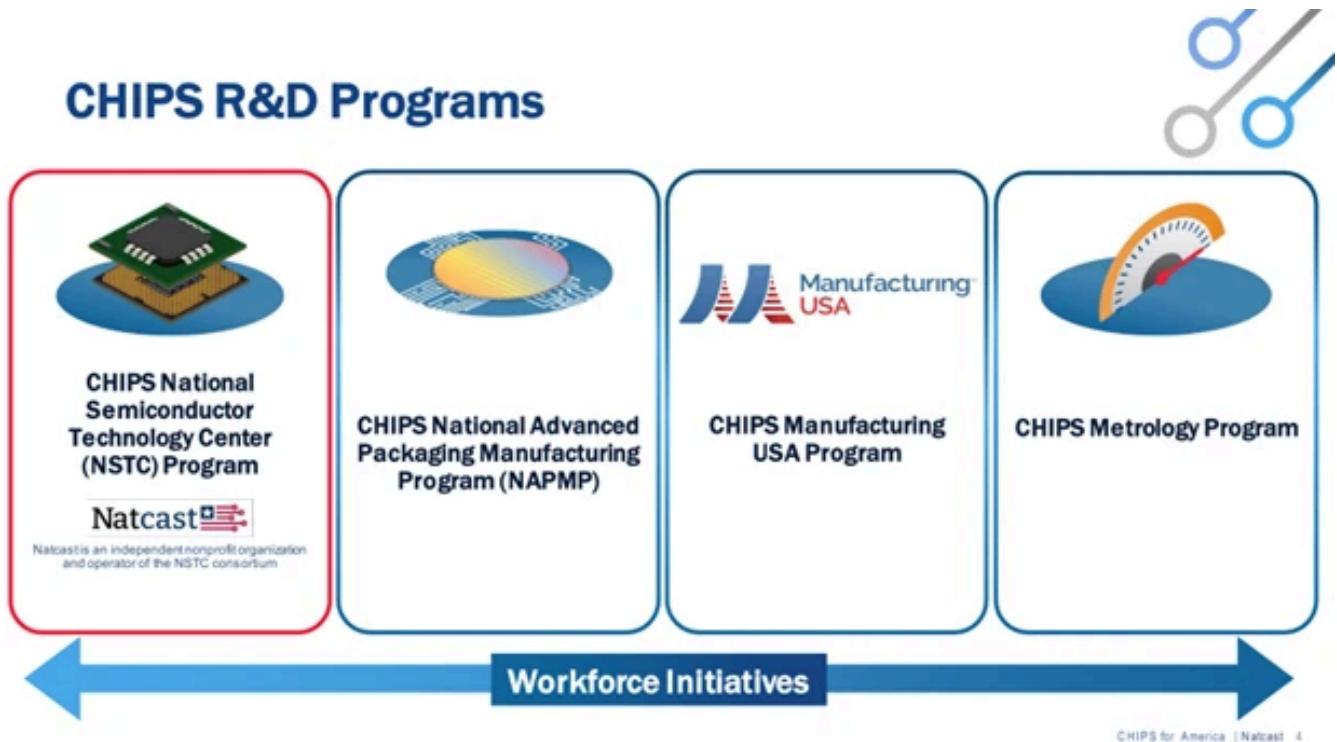 CHIPS R&D Programs
CHIPS National
Semiconductor
Technology Center
(NSTC) Program
Natcast
Natcast is an independent nonprofit organization
and operator of the NSTC consortium
CHIPS National Advanced
Packaging Manufacturing
Program (NAPMP)
Manufacturing
USA
CHIPS Manufacturing
USA Program
CHIPS Metrology Program
Workforce Initiatives
CHIPS for America | Natcast 4